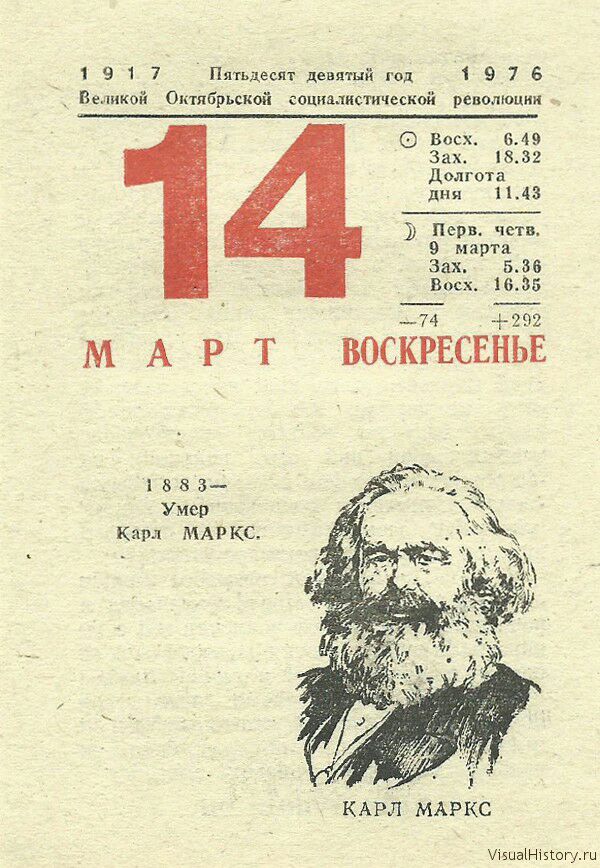 1917 Пятьдесят девятый год 1976
Великой Октябрьской социалистической революции
14
Восх. 6.49
Зах. 18.32
Долгота
дня 11.43
Перв. четв.
9 марта
Зах. 5.36
Восх. 16.35
—74 +292
МАРТ ВОСКРЕСЕНЬЕ
1883—
Умер
Карл МАРКС.
КАРЛ МАРКС
VisualHistory.ru